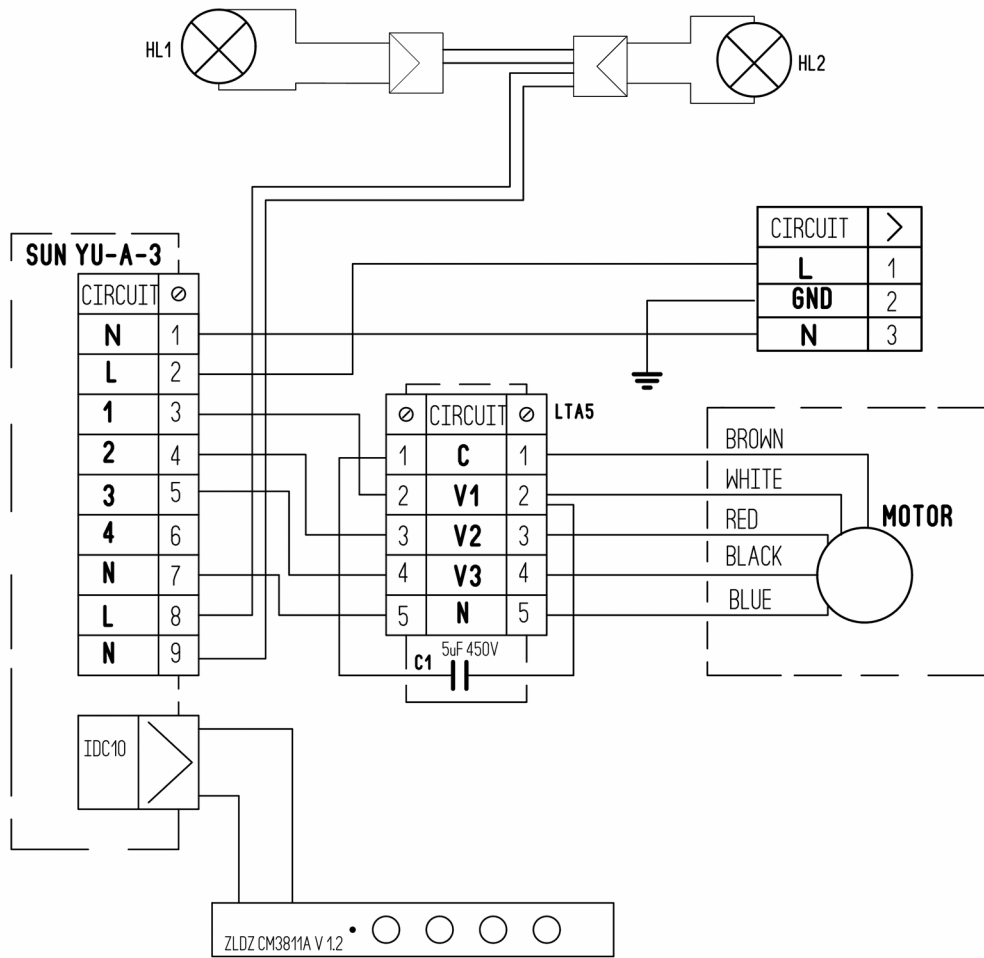 HL1
HL2
SUN YU-A-3
CIRCUIT
N 1
L 2
1 3
2 4
3 5
4 6
N 7
L 8
N 9
CIRCUIT
L 1
GND 2
N 3
CIRCUIT
LTA5
1 C 1
2 V1 2
3 V2 3
4 V3 4
5 N 5
C1
5uF 450V
BROWN
WHITE
RED
BLACK
BLUE
MOTOR
IDC10
ZLDZ CM3811A V 1.2